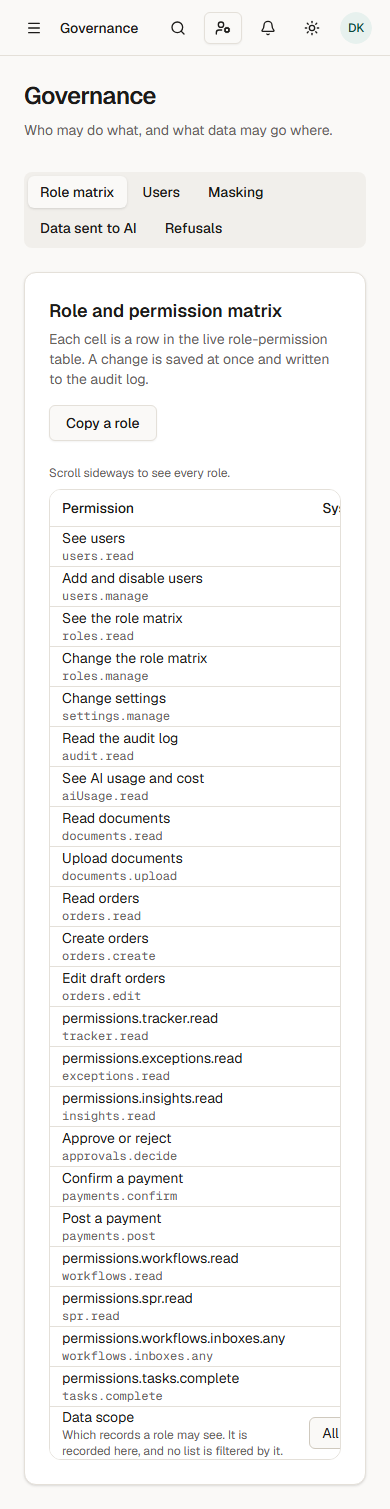 Governance
DK
Governance
Who may do what, and what data may go where.
Role matrix
Users
Masking
Data sent to AI
Refusals
Role and permission matrix
Each cell is a row in the live role-permission
table. A change is saved at once and written
to the audit log.
Copy a role
Scroll sideways to see every role.
Permission
Sys
See users
users.read
Add and disable users
users.manage
See the role matrix
roles.read
Change the role matrix
roles.manage
Change settings
settings.manage
Read the audit log
audit.read
See AI usage and cost
aiUsage.read
Read documents
documents.read
Upload documents
documents.upload
Read orders
orders.read
Create orders
orders.create
Edit draft orders
orders.edit
permissions.tracker.read
tracker.read
permissions.exceptions.read
exceptions.read
permissions.insights.read
insights.read
Approve or reject
approvals.decide
Confirm a payment
payments.confirm
Post a payment
payments.post
permissions.workflows.read
workflows.read
permissions.spr.read
spr.read
permissions.workflows.inboxes.any
workflows.inboxes.any
permissions.tasks.complete
tasks.complete
Data scope
Which records a role may see. It is
recorded here, and no list is filtered by it.
All